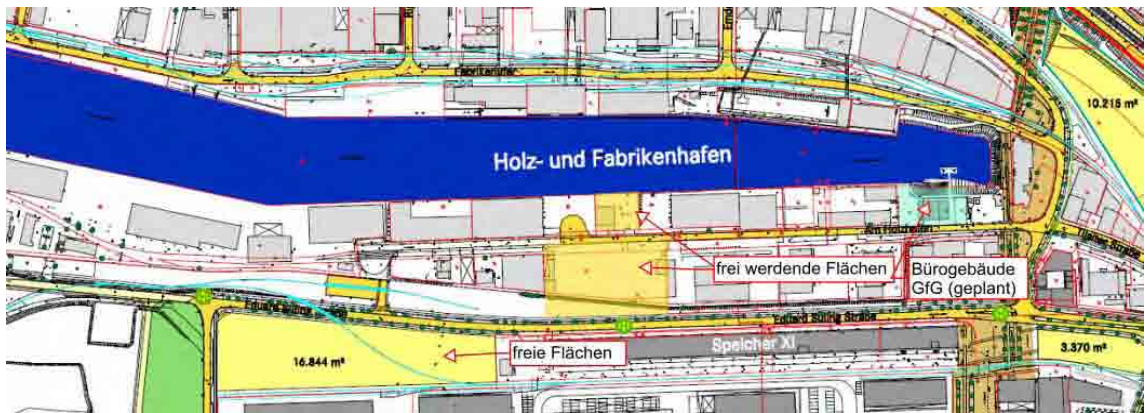 Fabrikenufer
10.215 m²
Holz- und Fabrikenhafen
Am Holzhafen
frei werdende Flächen
Bürogebäude
GfG (geplant)
Eduard Suling Straße
Eduard Suling Straße
freie Flächen
16.844 m²
Speicher XI
3.370 m²